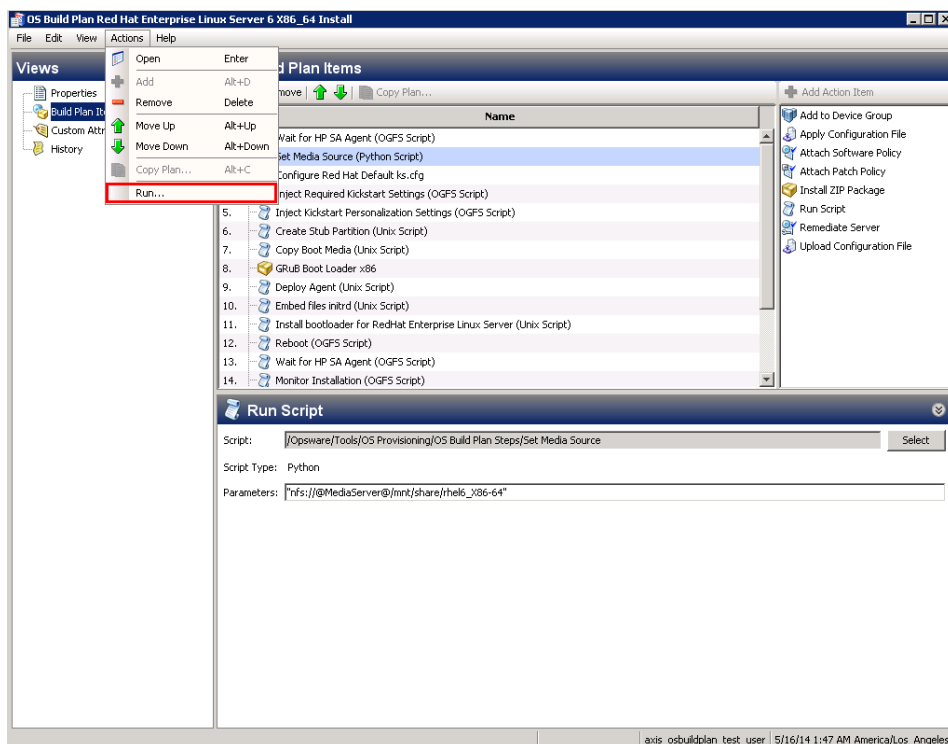 OS Build Plan Red Hat Enterprise Linux Server 6 X86_64 Install
File Edit View Actions Help
Views
Properties
Build Plan It
Custom Attr
History
Open Enter
Add Alt+D
Remove Delete
Move Up Alt+Up
Move Down Alt+Down
Copy Plan... Alt+C
Run...
d Plan Items
move Copy Plan...
Name
Wait for HP SA Agent (OGFS Script)
Set Media Source (Python Script)
Configure Red Hat Default ks.cfg
Inject Required Kickstart Settings (OGFS Script)
5. Inject Kickstart Personalization Settings (OGFS Script)
6. Create Stub Partition (Unix Script)
7. Copy Boot Media (Unix Script)
8. GRuB Boot Loader x86
9. Deploy Agent (Unix Script)
10. Embed files initrd (Unix Script)
11. Install bootloader for RedHat Enterprise Linux Server (Unix Script)
12. Reboot (OGFS Script)
13. Wait for HP SA Agent (OGFS Script)
14. Monitor Installation (OGFS Script)
Add Action Item
Add to Device Group
Apply Configuration File
Attach Software Policy
Attach Patch Policy
Install ZIP Package
Run Script
Remediate Server
Upload Configuration File
Run Script
Script: /Opsware/Tools/OS Provisioning/OS Build Plan Steps/Set Media Source Select
Script Type: Python
Parameters: "nfs://@MediaServer@/mnt/share/rhel6_X86-64"
axis_osbuildplan_test_user 5/16/14 1:47 AM America/Los_Angeles